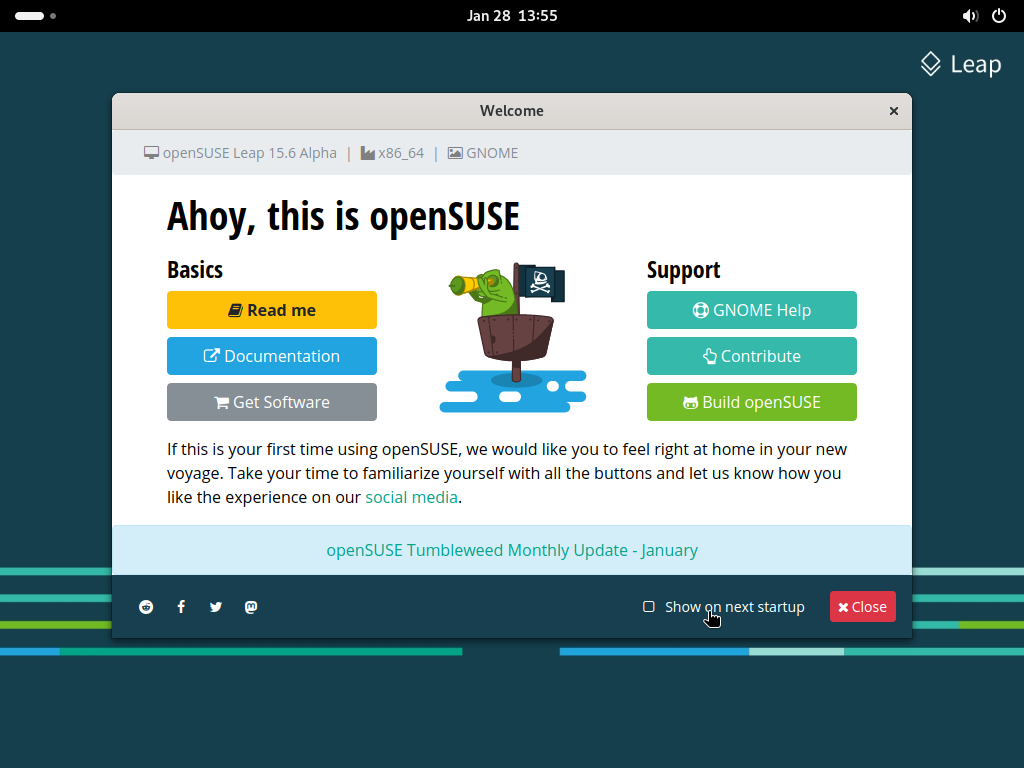 Jan 28  13:55
Leap
Welcome
openSUSE Leap 15.6 Alpha | x86_64 | GNOME
Ahoy, this is openSUSE
Basics
Read me
Documentation
Get Software
Support
GNOME Help
Contribute
Build openSUSE
If this is your first time using openSUSE, we would like you to feel right at home in your new
voyage. Take your time to familiarize yourself with all the buttons and let us know how you
like the experience on our social media.
openSUSE Tumbleweed Monthly Update - January
Show on next startup
Close